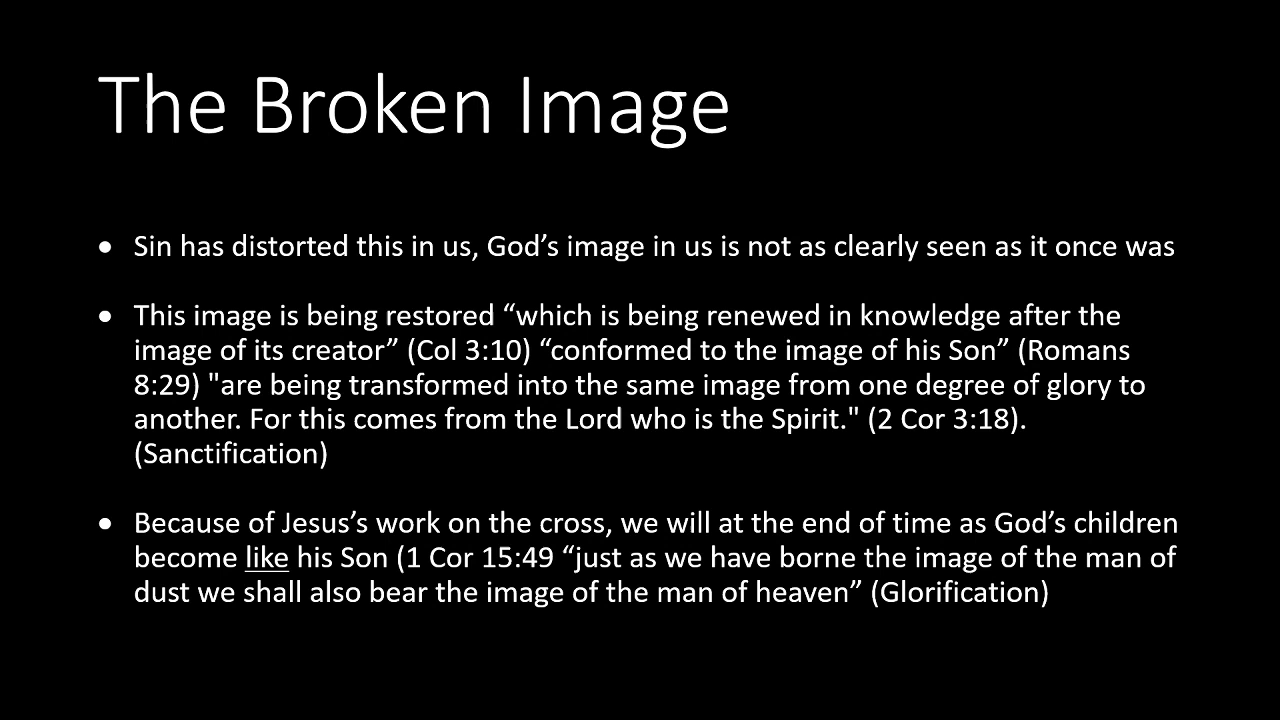 The Broken Image
• Sin has distorted this in us, God’s image in us is not as clearly seen as it once was
• This image is being restored “which is being renewed in knowledge after the
image of its creator” (Col 3:10) “conformed to the image of his Son” (Romans
8:29) "are being transformed into the same image from one degree of glory to
another. For this comes from the Lord who is the Spirit." (2 Cor 3:18).
(Sanctification)
• Because of Jesus’s work on the cross, we will at the end of time as God’s children
become like his Son (1 Cor 15:49 “just as we have borne the image of the man of
dust we shall also bear the image of the man of heaven” (Glorification)